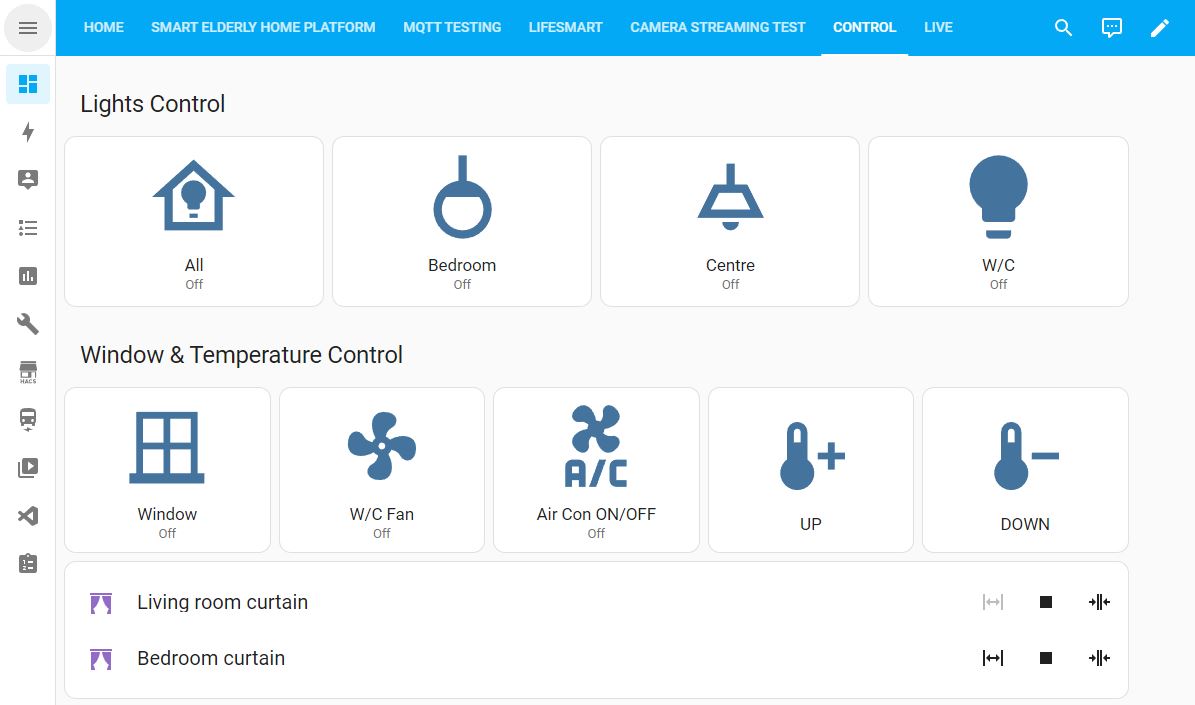 HOME SMART ELDERLY HOME PLATFORM MQTT TESTING LIFESMART CAMERA STREAMING TEST CONTROL LIVE
Lights Control
All Bedroom Centre W/C
Off Off Off Off
HACS
Window & Temperature Control
A/C
Window W/C Fan Air Con ON/OFF UP DOWN
Off Off Off
Living room curtain
Bedroom curtain